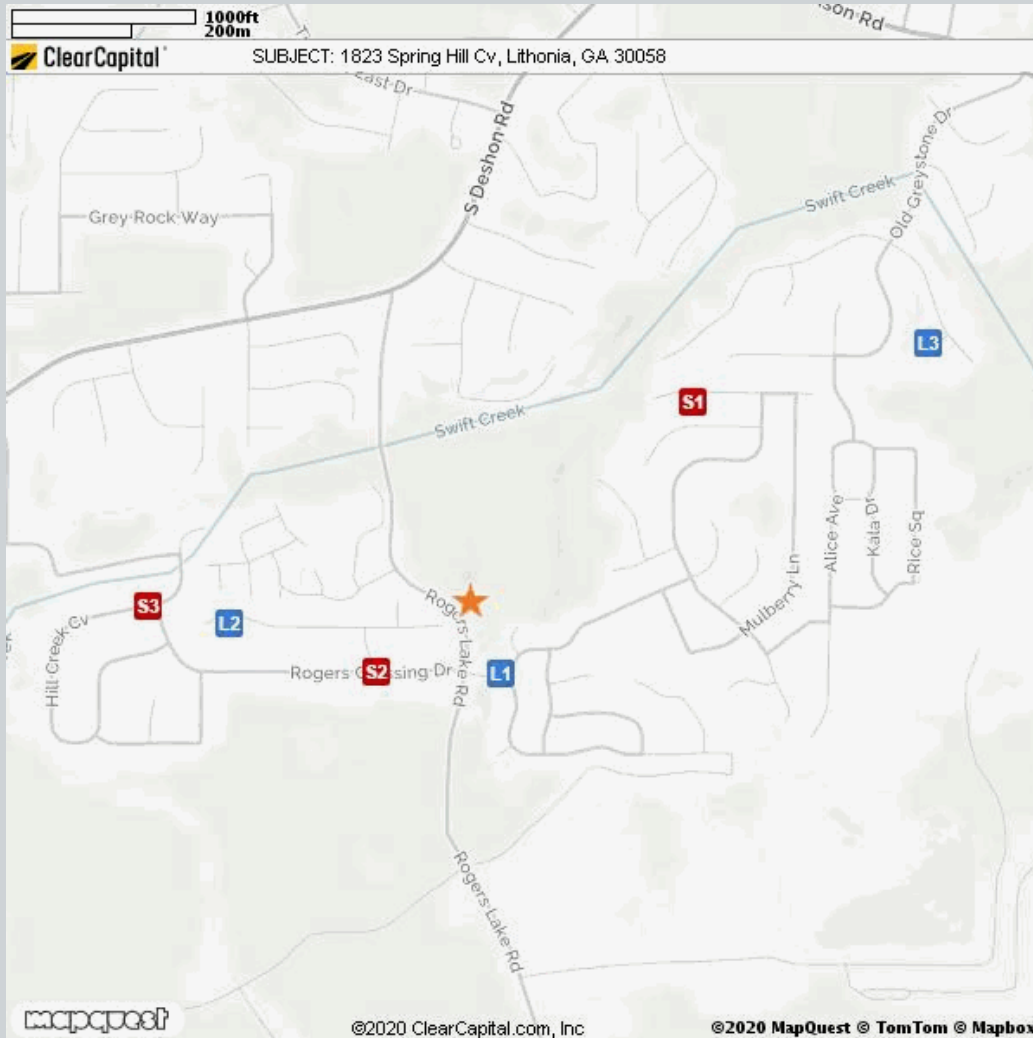 1000ft
200m
ClearCapital
SUBJECT: 1823 Spring Hill Cv, Lithonia, GA 30058
East Dr
S Deshon Rd
Grey Rock Way
Swift Creek
Old Greystone Dr
L3
S1
Swift Creek
Alice Ave
Kala Dr
Rice Sq
Mulberry Ln
S3
L2
Hill Creek Cv
Rogers Lake Rd
Rogers Crossing Dr
S2
L1
Rogers Lake Rd
mapquest
©2020 ClearCapital.com, Inc
©2020 MapQuest © TomTom © Mapbox